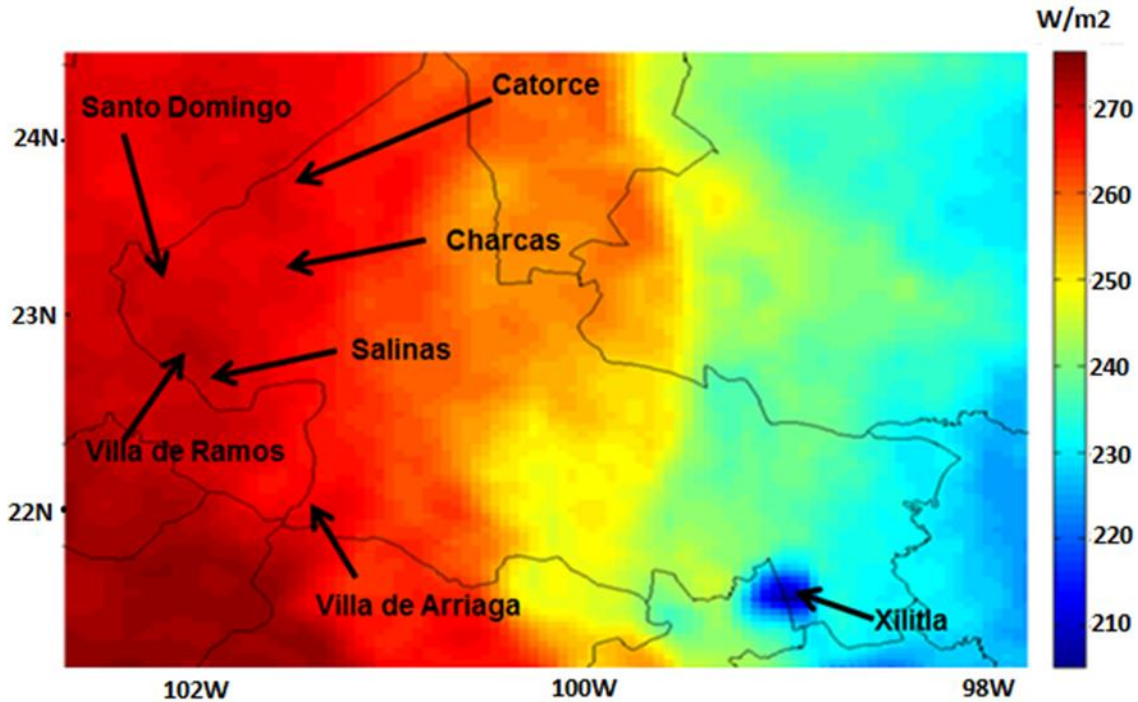 W/m2
Catorce
Santo Domingo
270
24N
260
Charcas
250
23N
Salinas
240
Villa de Ramos
230
22N
220
Villa de Arriaga
Xilitla
210
102W
100W
98W